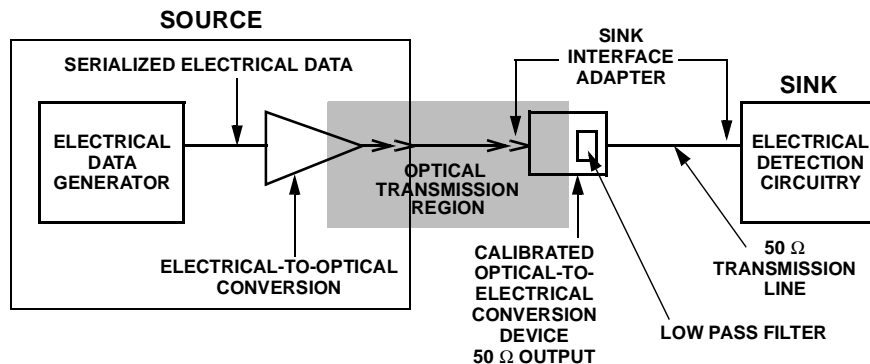 SOURCE
SERIALIZED ELECTRICAL DATA
ELECTRICAL
DATA
GENERATOR
ELECTRICAL-TO-OPTICAL
CONVERSION
OPTICAL
TRANSMISSION
REGION
SINK
INTERFACE
ADAPTER
CALIBRATED
OPTICAL-TO-
ELECTRICAL
CONVERSION
DEVICE
50 Ω OUTPUT
LOW PASS FILTER
50 Ω
TRANSMISSION
LINE
SINK
ELECTRICAL
DETECTION
CIRCUITRY